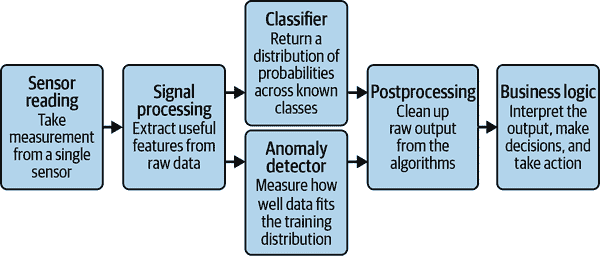 Sensor
reading
Take
measurement
from a single
sensor
Signal
processing
Extract useful
features from
raw data
Classifier
Return a
distribution of
probabilities
across known
classes
Anomaly
detector
Measure how
well data fits
the training
distribution
Postprocessing
Clean up
raw output
from the
algorithms
Business logic
Interpret the
output, make
decisions, and
take action